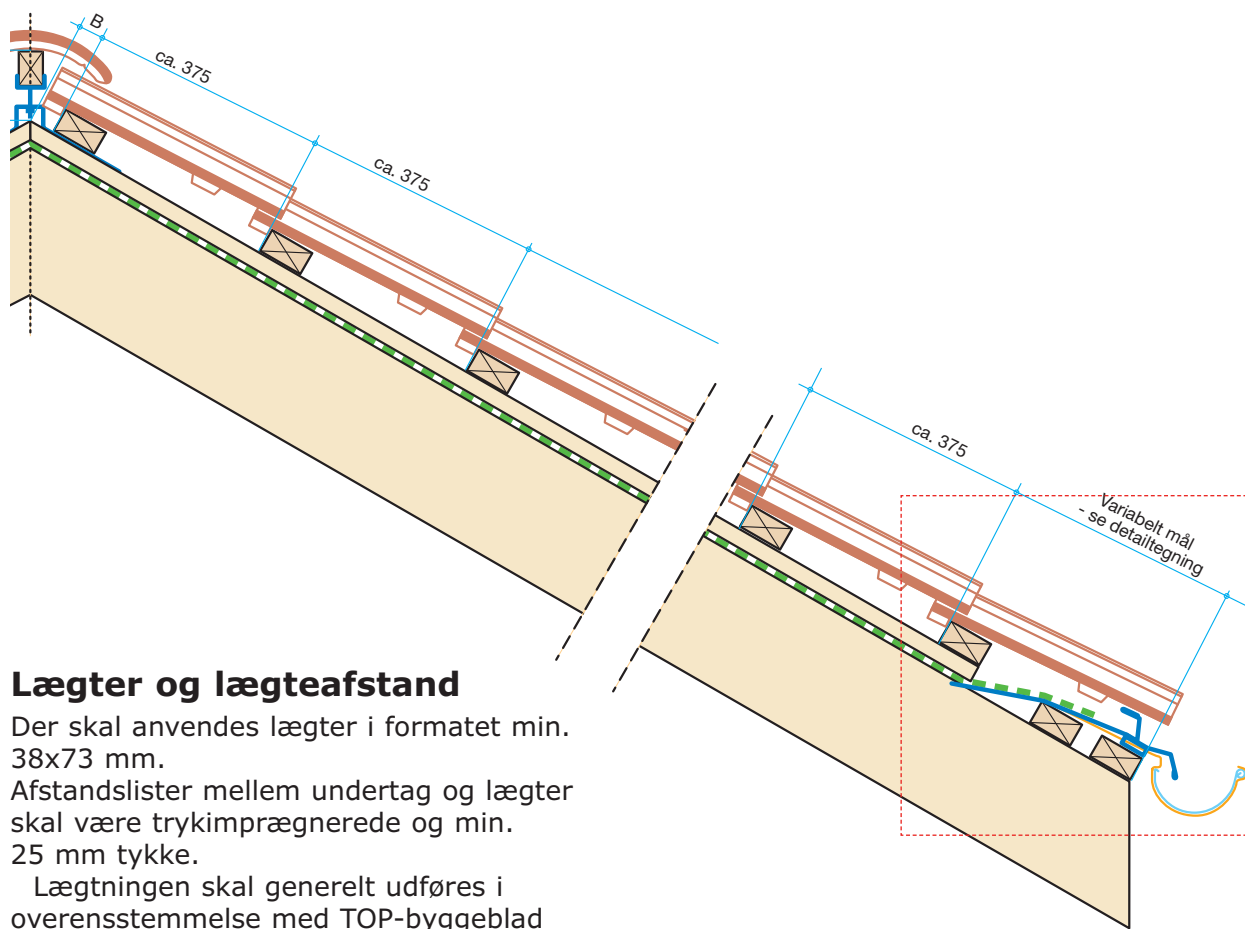 B
ca. 375
ca. 375
ca. 375
Variabelt mål
- se detailtegning
Lægter og lægteafstand
Der skal anvendes lægter i formatet min.
38x73 mm.
Afstandslister mellem undertag og lægter
skal være trykimprægnerede og min.
25 mm tykke.
Lægtningen skal generelt udføres i
overensstemmelse med TOP-byggeblad